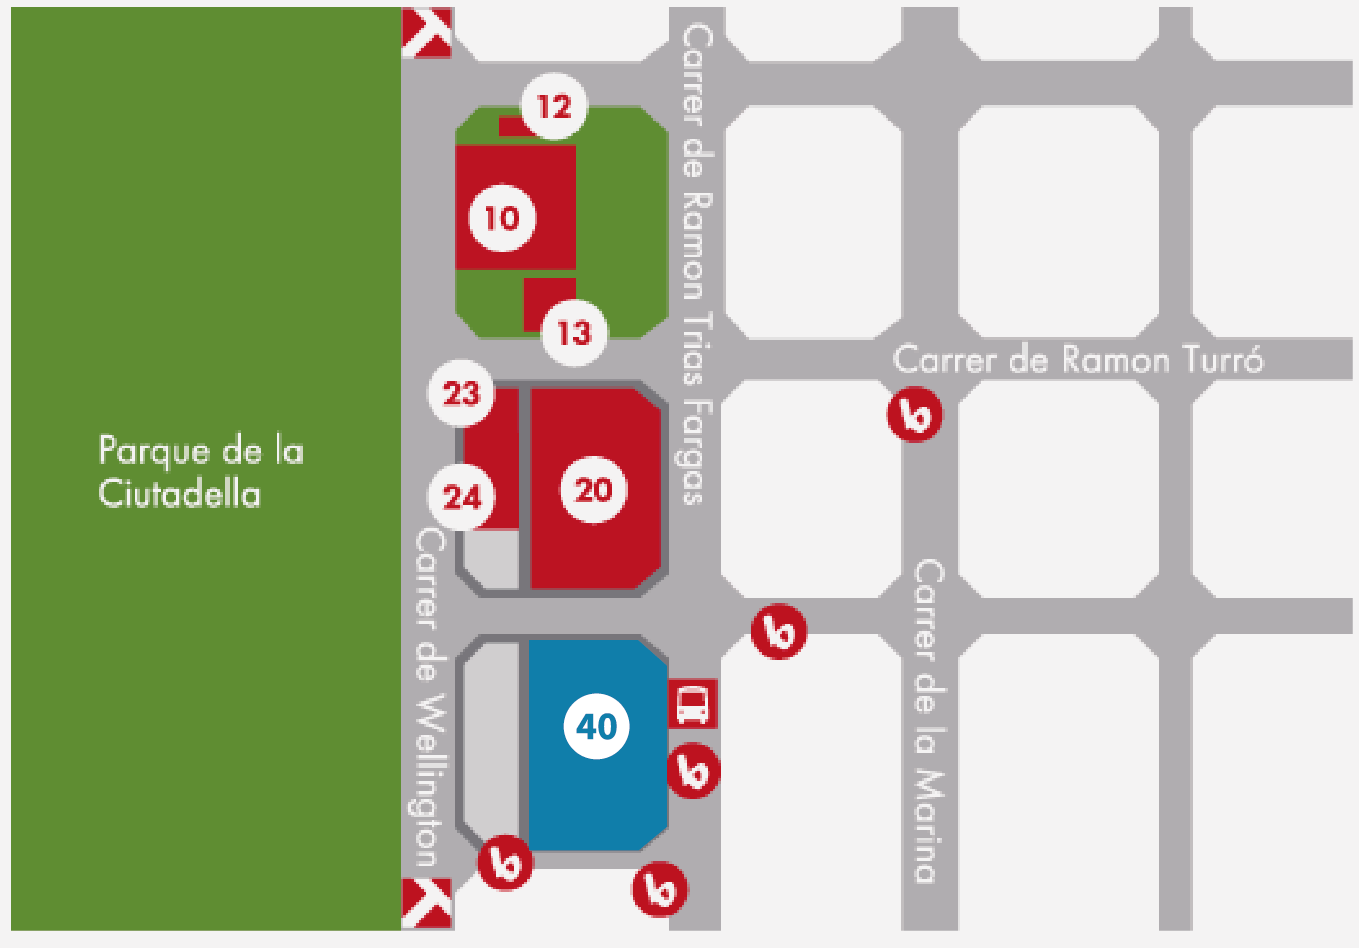 12
10
13
Carrer de Ramon Trias Fargas
Carrer de Ramon Turró
23
24
20
Parque de la
Ciutadella
Carrer de Wellington
Carrer de la Marina
40
b
b
b
b
b